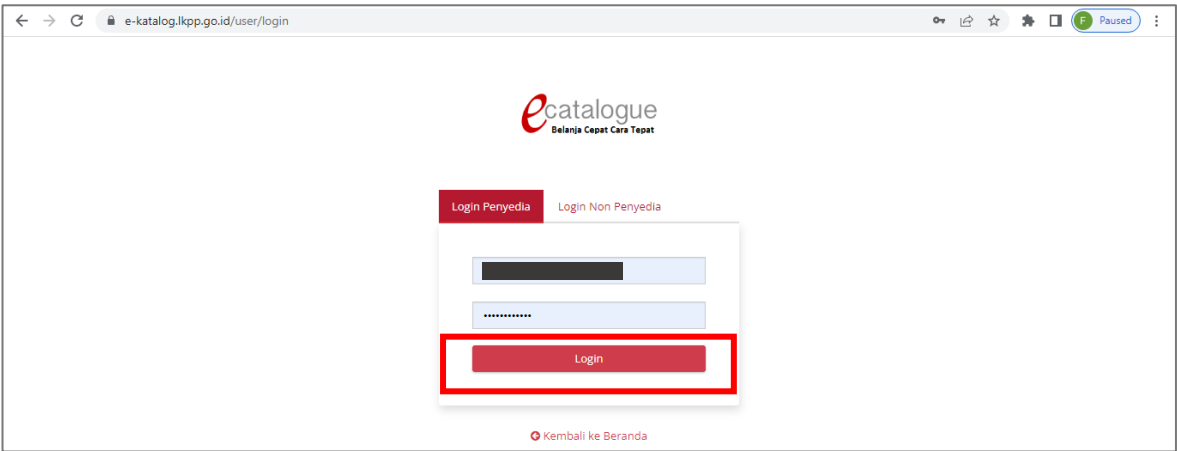 e-katalog.lkpp.go.id/user/login
F Paused
ecatalogue
Belanja Cepat Cara Tepat
Login Penyedia Login Non Penyedia
••••••••••••
Login
Kembali ke Beranda